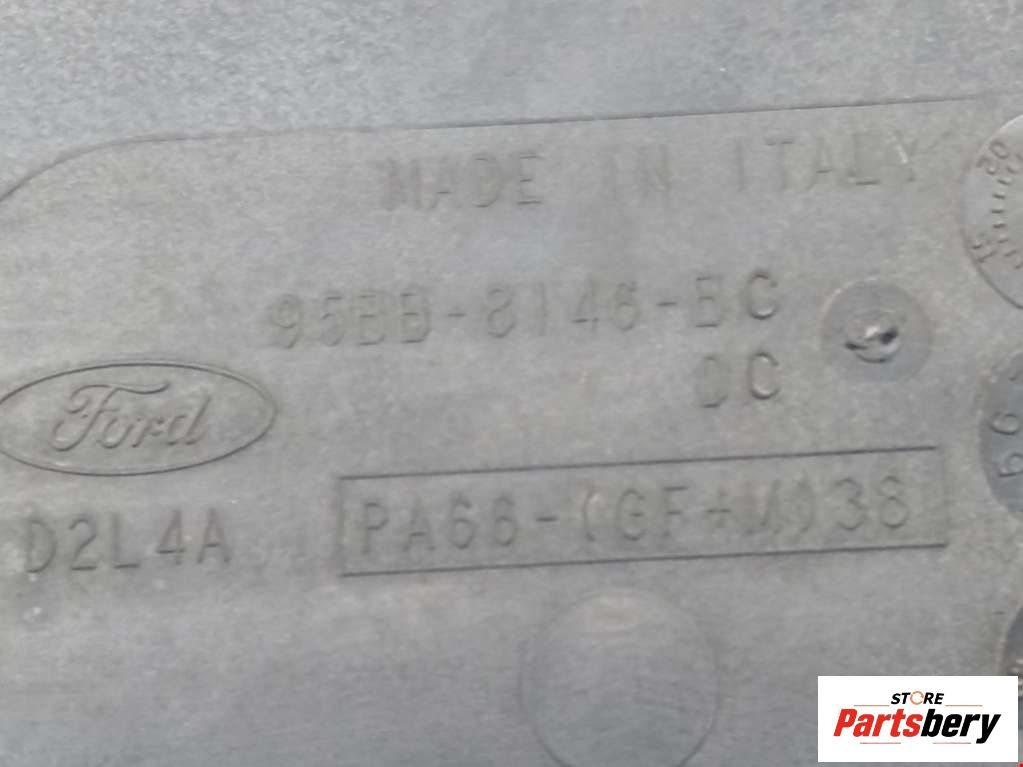 MADE IN ITALY
95BB-8146-BC
DC
Ford
D2L4A
PA66-(GF+M)38
STORE
Partsbery